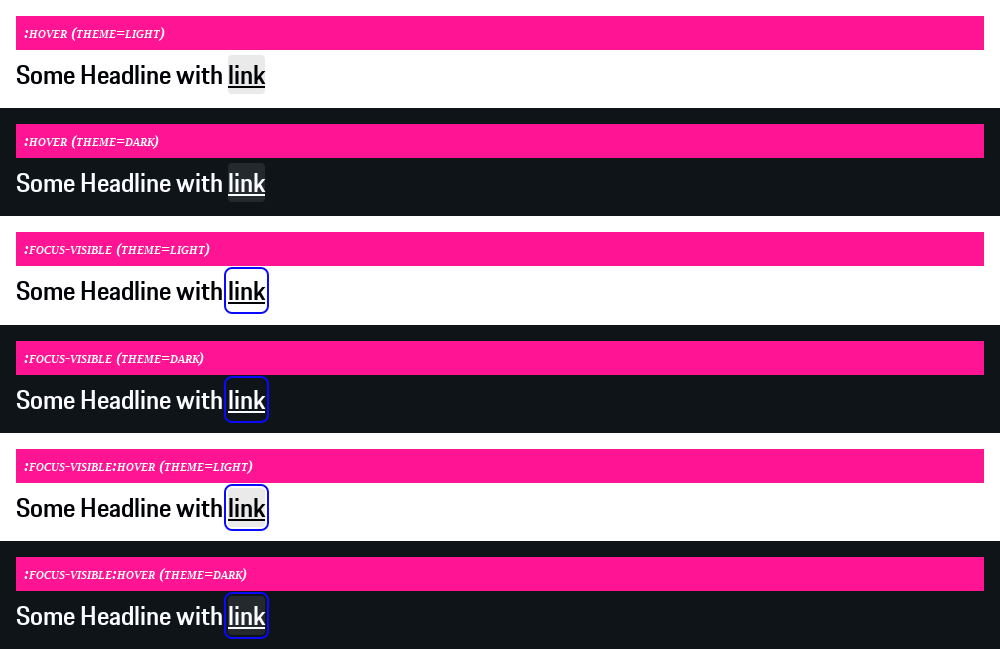 :hover (theme=light)
Some Headline with link
:hover (theme=dark)
Some Headline with link
:focus-visible (theme=light)
Some Headline with link
:focus-visible (theme=dark)
Some Headline with link
:focus-visible:hover (theme=light)
Some Headline with link
:focus-visible:hover (theme=dark)
Some Headline with link